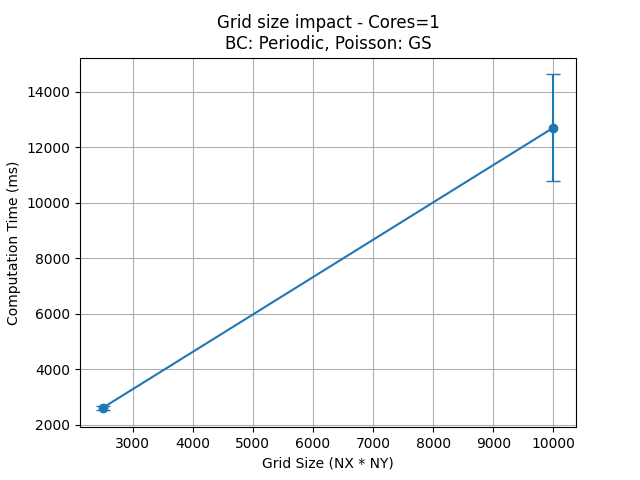 Grid size impact - Cores=1
BC: Periodic, Poisson: GS
14000
12000
10000
8000
6000
4000
2000
Computation Time (ms)
3000 4000 5000 6000 7000 8000 9000 10000
Grid Size (NX * NY)